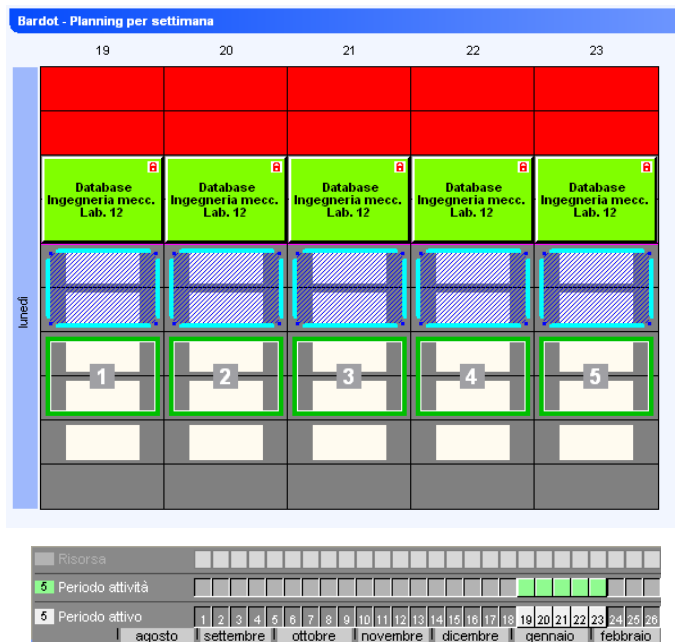 Bardot - Planning per settimana
19 20 21 22 23
Database Database Database Database Database
Ingegneria mecc. Ingegneria mecc. Ingegneria mecc. Ingegneria mecc. Ingegneria mecc.
Lab. 12 Lab. 12 Lab. 12 Lab. 12 Lab. 12
lunedì
1 2 3 4 5
Risorsa
5 Periodo attività
5 Periodo attivo 1 2 3 4 5 6 7 8 9 10 11 12 13 14 15 16 17 18 19 20 21 22 23 24 25 26
agosto settembre ottobre novembre dicembre gennaio febbraio